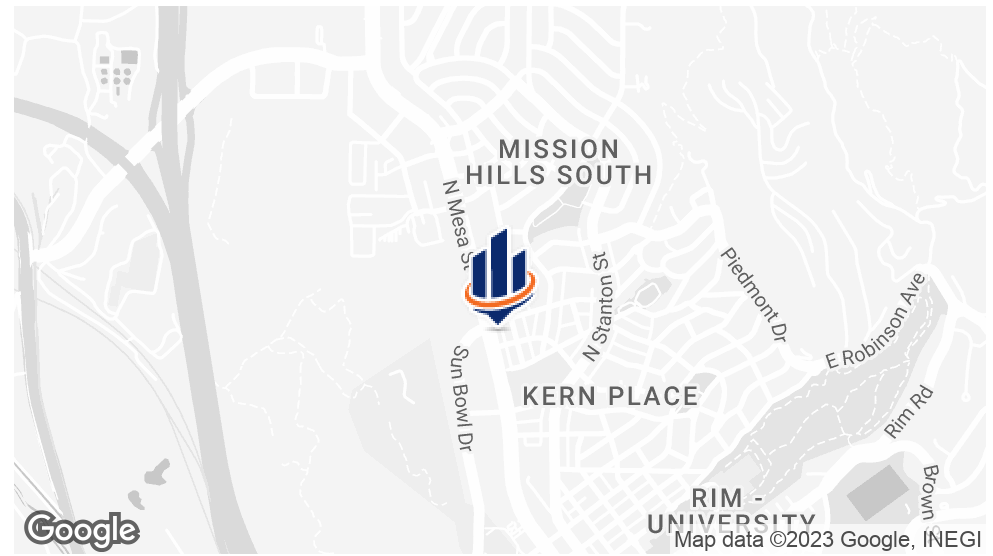 MISSION
HILLS SOUTH
N Mesa St
N Stanton St
Piedmont Dr
E Robinson Ave
Sun Bowl Dr
KERN PLACE
Rim Rd
Brown S
RIM -
UNIVERSITY
Google
Map data ©2023 Google, INEGI